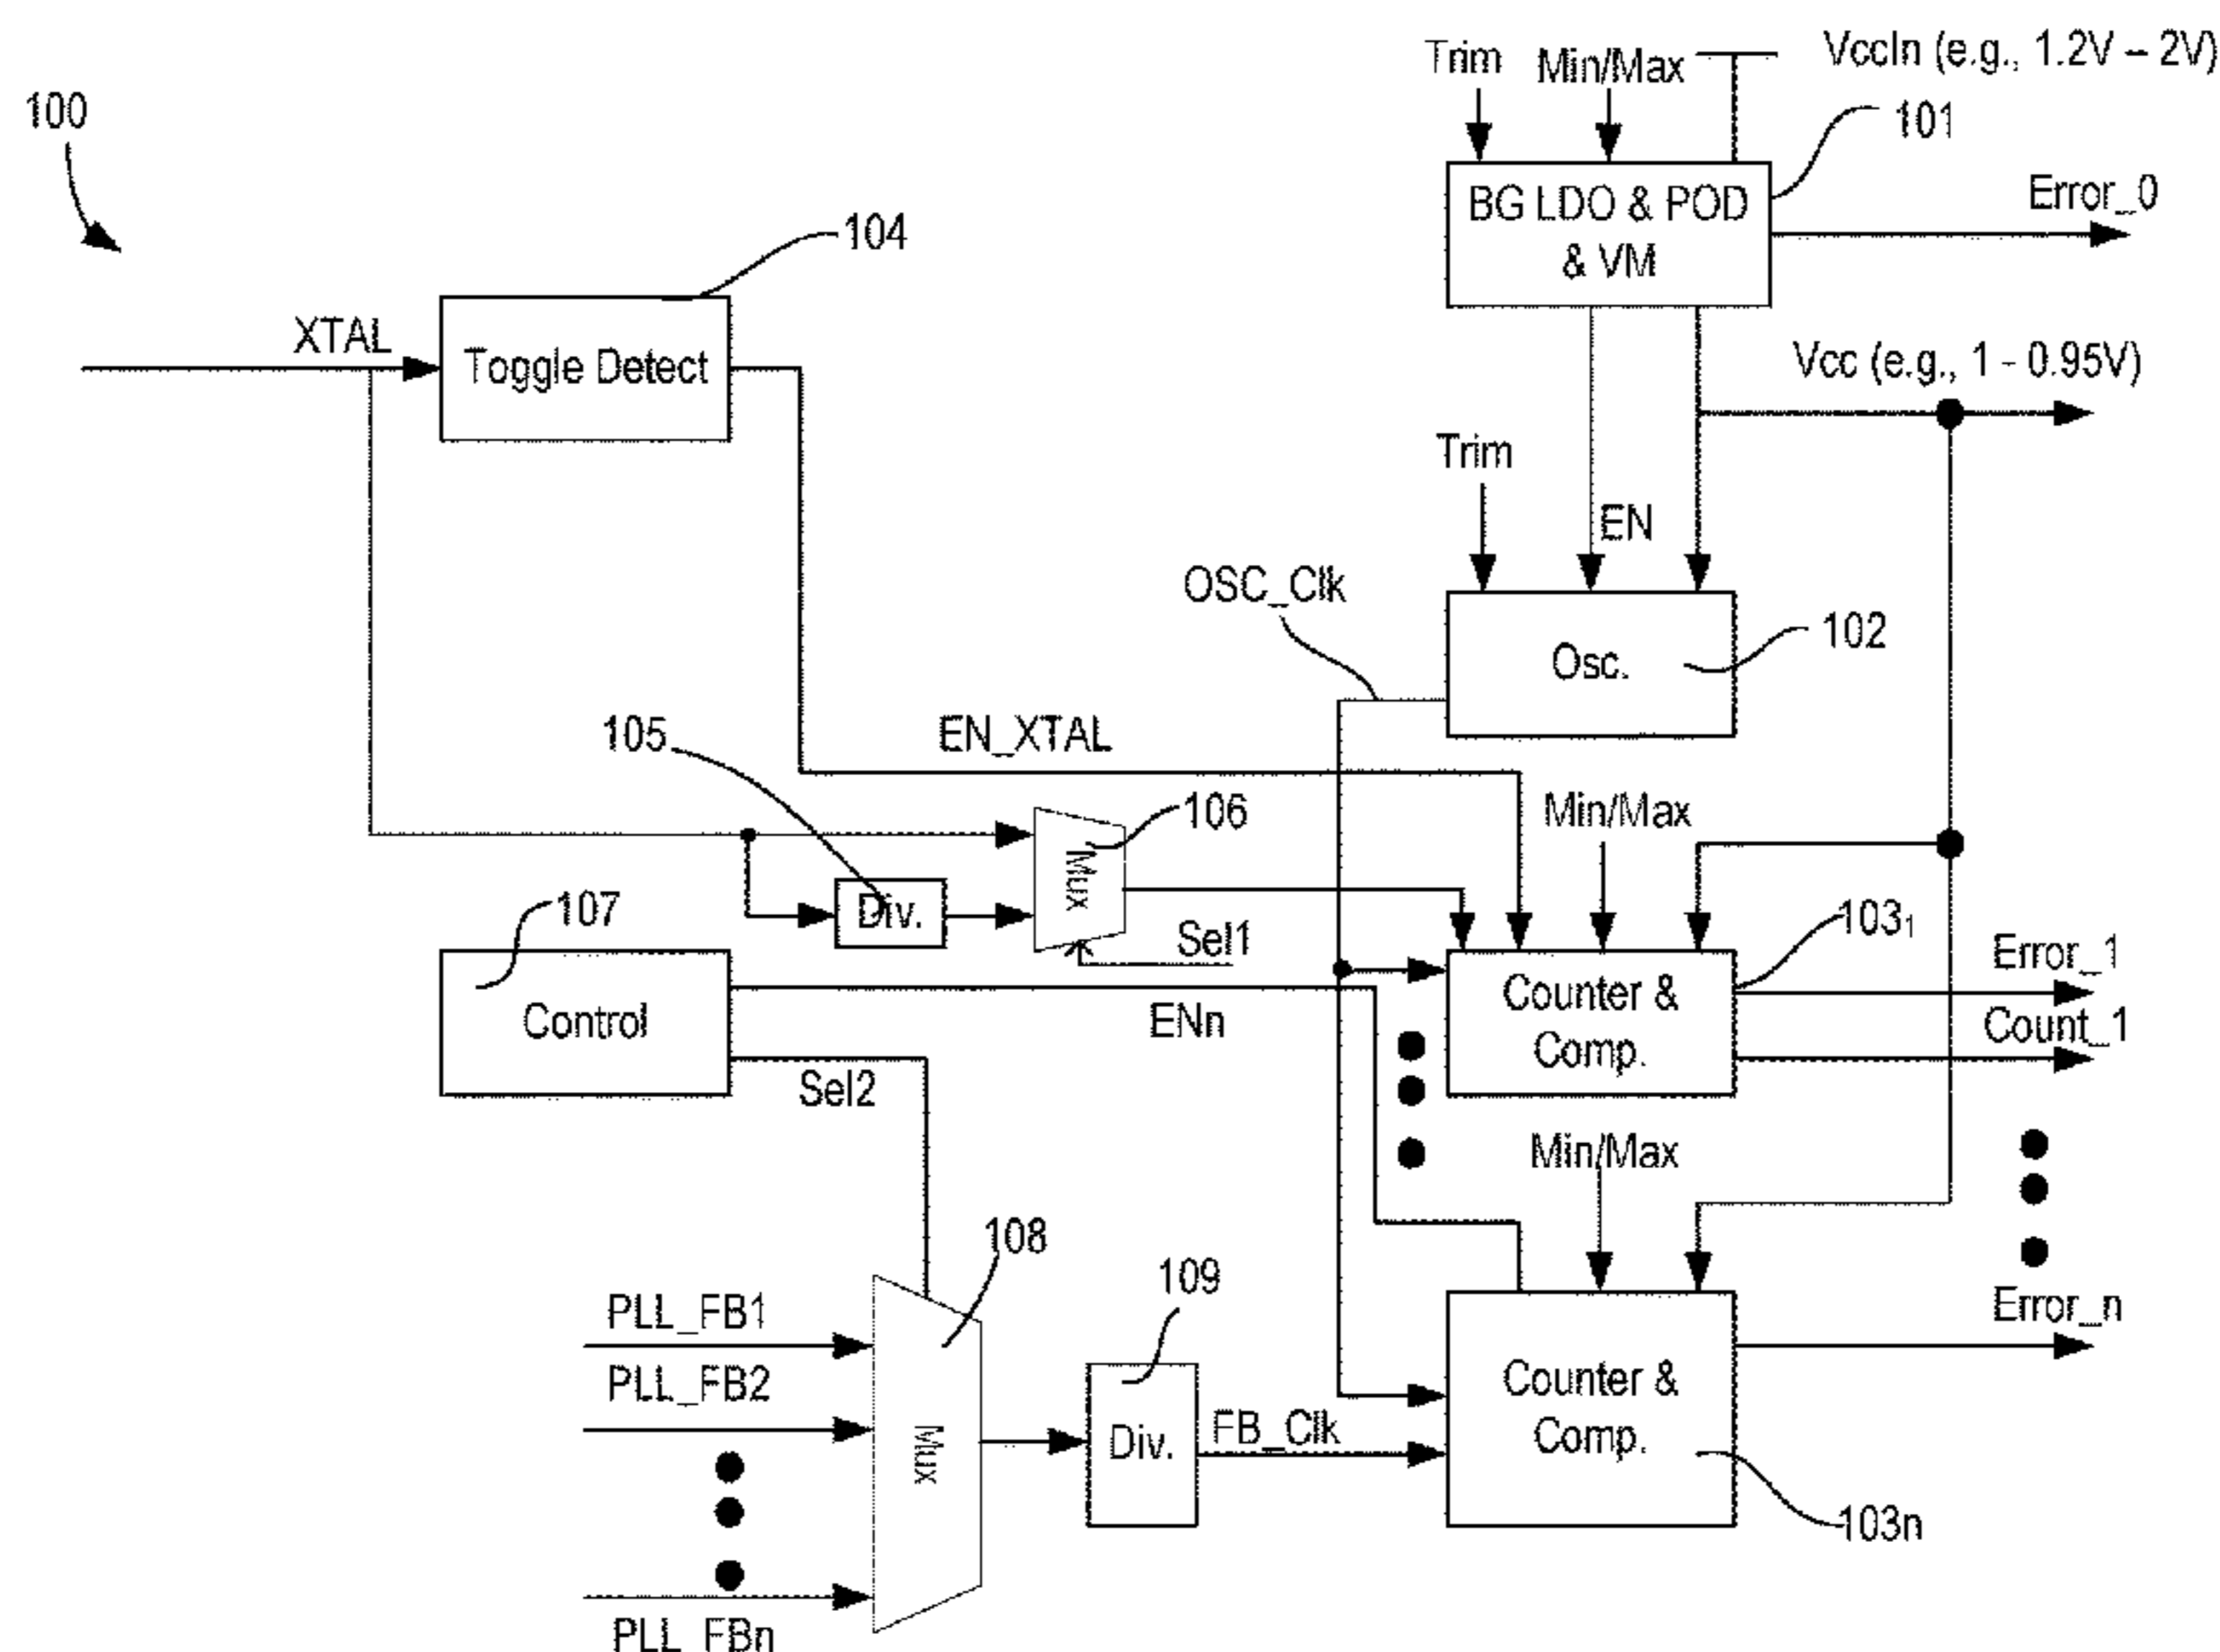 Trim
Min/Max
VccIn (e.g., 1.2V – 2V)
100
101
BG LDO & POD
& VM
Error_0
104
XTAL
Toggle Detect
Vcc (e.g., 1 - 0.95V)
Trim
EN
OSC_Clk
102
Osc.
105
EN_XTAL
106
Min/Max
Mux
107
Div.
Sel1
103₁
Error_1
Control
ENn
Counter &
Comp.
Count_1
Sel2
Min/Max
108
109
PLL_FB1
Error_n
PLL_FB2
Mux
Div.
FB_Clk
Counter &
Comp.
103n
PLL_FBn